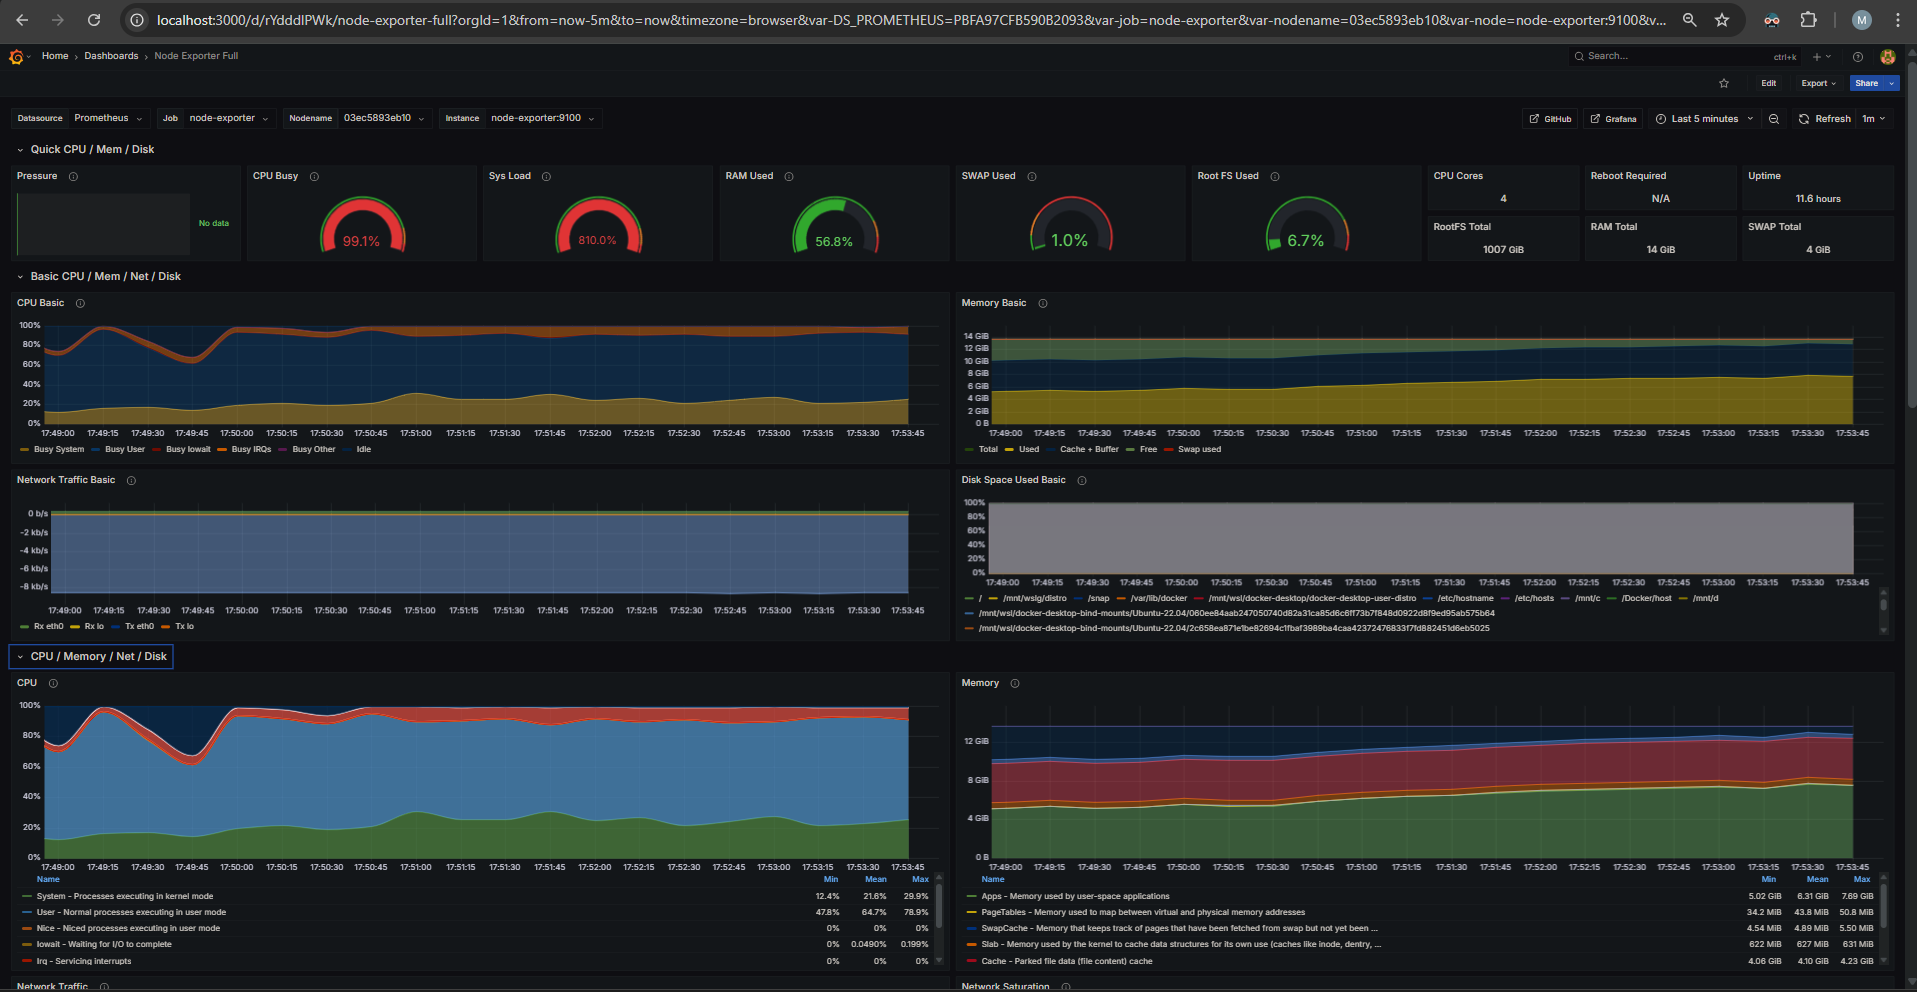 localhost:3000/d/rYdddlPWk/node-exporter-full?orgId=1&from=now-5m&to=now&timezone=browser&var-DS_PROMETHEUS=PBFA97CFB590B2093&var-job=node-exporter&var-nodename=03ec5893eb10&var-node=node-exporter:9100&v... M
Home › Dashboards › Node Exporter Full Search... ctrl+k
Edit Export Share
Datasource Prometheus Job node-exporter Nodename 03ec5893eb10 Instance node-exporter:9100 GitHub Grafana Last 5 minutes Refresh 1m
Quick CPU / Mem / Disk
Pressure CPU Busy Sys Load RAM Used SWAP Used Root FS Used CPU Cores Reboot Required Uptime
4 N/A 11.6 hours
No data 99.1% 810.0% 56.8% 1.0% 6.7%
RootFS Total RAM Total SWAP Total
1007 GiB 14 GiB 4 GiB
Basic CPU / Mem / Net / Disk
CPU Basic
100%
80%
60%
40%
20%
0%
17:49:00 17:49:15 17:49:30 17:49:45 17:50:00 17:50:15 17:50:30 17:50:45 17:51:00 17:51:15 17:51:30 17:51:45 17:52:00 17:52:15 17:52:30 17:52:45 17:53:00 17:53:15 17:53:30 17:53:45
Busy System Busy User Busy Iowait Busy IRQs Busy Other Idle
Memory Basic
14 GiB
12 GiB
10 GiB
8 GiB
6 GiB
4 GiB
2 GiB
0 B
17:49:00 17:49:15 17:49:30 17:49:45 17:50:00 17:50:15 17:50:30 17:50:45 17:51:00 17:51:15 17:51:30 17:51:45 17:52:00 17:52:15 17:52:30 17:52:45 17:53:00 17:53:15 17:53:30 17:53:45
Total Used Cache + Buffer Free Swap used
Network Traffic Basic
0 b/s
-2 kb/s
-4 kb/s
-6 kb/s
-8 kb/s
17:49:00 17:49:15 17:49:30 17:49:45 17:50:00 17:50:15 17:50:30 17:50:45 17:51:00 17:51:15 17:51:30 17:51:45 17:52:00 17:52:15 17:52:30 17:52:45 17:53:00 17:53:15 17:53:30 17:53:45
Rx eth0 Rx lo Tx eth0 Tx lo
Disk Space Used Basic
100%
80%
60%
40%
20%
0%
17:49:00 17:49:15 17:49:30 17:49:45 17:50:00 17:50:15 17:50:30 17:50:45 17:51:00 17:51:15 17:51:30 17:51:45 17:52:00 17:52:15 17:52:30 17:52:45 17:53:00 17:53:15 17:53:30 17:53:45
/ /mnt/wslg/distro /snap /var/lib/docker /mnt/wsl/docker-desktop/docker-desktop-user-distro /etc/hostname /etc/hosts /mnt/c /Docker/host /mnt/d
/mnt/wsl/docker-desktop-bind-mounts/Ubuntu-22.04/060ee84aab247050740d82a31ca85d6c6ff73b7f848d0922d8f9ed95ab575b64
/mnt/wsl/docker-desktop-bind-mounts/Ubuntu-22.04/2c658ea871e1be82694c1fbaf3989ba4caa42372476833f7fd882451d6eb5025
CPU / Memory / Net / Disk
CPU
100%
80%
60%
40%
20%
0%
17:49:00 17:49:15 17:49:30 17:49:45 17:50:00 17:50:15 17:50:30 17:50:45 17:51:00 17:51:15 17:51:30 17:51:45 17:52:00 17:52:15 17:52:30 17:52:45 17:53:00 17:53:15 17:53:30 17:53:45
Name Min Mean Max
System - Processes executing in kernel mode 12.4% 21.6% 29.9%
User - Normal processes executing in user mode 47.8% 64.7% 78.9%
Nice - Niced processes executing in user mode 0% 0% 0%
Iowait - Waiting for I/O to complete 0% 0.0490% 0.199%
Irq - Servicing interrupts 0% 0% 0%
Memory
12 GiB
8 GiB
4 GiB
0 B
17:49:00 17:49:15 17:49:30 17:49:45 17:50:00 17:50:15 17:50:30 17:50:45 17:51:00 17:51:15 17:51:30 17:51:45 17:52:00 17:52:15 17:52:30 17:52:45 17:53:00 17:53:15 17:53:30 17:53:45
Name Min Mean Max
Apps - Memory used by user-space applications 5.02 GiB 6.31 GiB 7.69 GiB
PageTables - Memory used to map between virtual and physical memory addresses 34.2 MiB 43.8 MiB 50.8 MiB
SwapCache - Memory that keeps track of pages that have been fetched from swap but not yet been ... 4.54 MiB 4.89 MiB 5.50 MiB
Slab - Memory used by the kernel to cache data structures for its own use (caches like inode, dentry, ... 622 MiB 627 MiB 631 MiB
Cache - Parked file data (file content) cache 4.06 GiB 4.10 GiB 4.23 GiB
Network Traffic Network Saturation